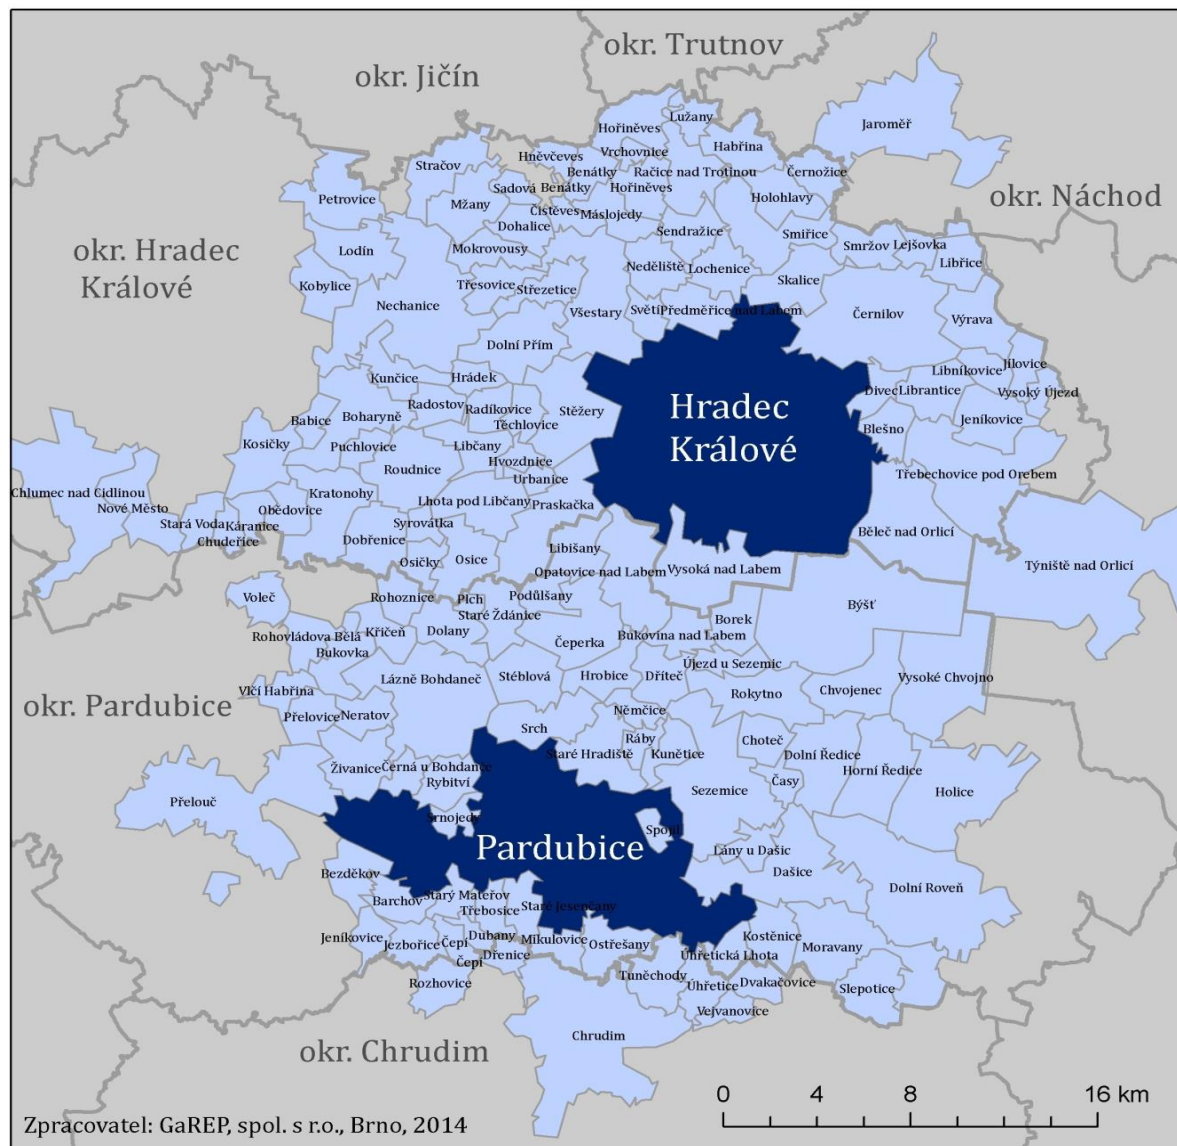 okr. Trutnov
okr. Jičín
Jaroměř
Lužany
Hořiněves
Habřina
Vrchovnice
Hněvčeves
Stračov
Benátky
Račice nad Trotinou
Černožice
Sadová
Benátky
Hořiněves
okr. Náchod
Petrovice
Mžany
Holohlavy
Čistěves
Máslojedy
Dohalice
Sendražice
Smiřice
okr. Hradec
Králové
Lodín
Mokrovousy
Smržov
Lejšovka
Libřice
Neděliště
Lochenice
Skalice
Kobylice
Třesovice
Střezetice
Nechanice
Všestary
Světí
Předměřice nad Labem
Černilov
Výrava
Dolní Přím
Jílovice
Libníkovice
Kunčice
Hrádek
Divec
Librantice
Vysoký Újezd
Hradec
Králové
Radostov
Radíkovice
Stěžery
Babice
Boharyně
Těchlovice
Blešno
Jeníkovice
Kosičky
Puchlovice
Libčany
Roudnice
Hvozdnice
Třebechovice pod Orebem
Urbanice
Chlumec nad Cidlinou
Kratonohy
Lhota pod Libčany
Praskačka
Nové Město
Obědovice
Stará Voda
Káranice
Syrovátka
Chudeřice
Dobřenice
Běleč nad Orlicí
Libišany
Osičky
Osice
Opatovice nad Labem
Vysoká nad Labem
Týniště nad Orlicí
Voleč
Rohoznice
Plch
Podůlšany
Býšť
Staré Ždánice
Borek
Rohovládova Bělá
Křičeň
Dolany
Čeperka
Bukovina nad Labem
Bukovka
Újezd u Sezemic
Lázně Bohdaneč
Stéblová
Hrobice
Dříteč
Vysoké Chvojno
Vlčí Habřina
Rokytno
Chvojenec
okr. Pardubice
Přelovice
Neratov
Němčice
Srch
Ráby
Choteč
Staré Hradiště
Kunětice
Dolní Ředice
Živanice
Černá u Bohdanče
Horní Ředice
Rybitví
Časy
Sezemice
Holice
Přelouč
Srnojedy
Spojil
Pardubice
Lány u Dašic
Bezděkov
Dašice
Dolní Roveň
Starý Mateřov
Barchov
Třebosice
Staré Jesenčany
Jeníkovice
Jezbořice
Čepí
Dubany
Mikulovice
Ostřešany
Kostěnice
Moravany
Dřenice
Úhřetická Lhota
Čepí
Rozhovice
Tuněchody
Úhřetice
Dvakačovice
Slepotice
Vejvanovice
Chrudim
okr. Chrudim
0 4 8 16 km
Zpracovatel: GaREP, spol. s r.o., Brno, 2014